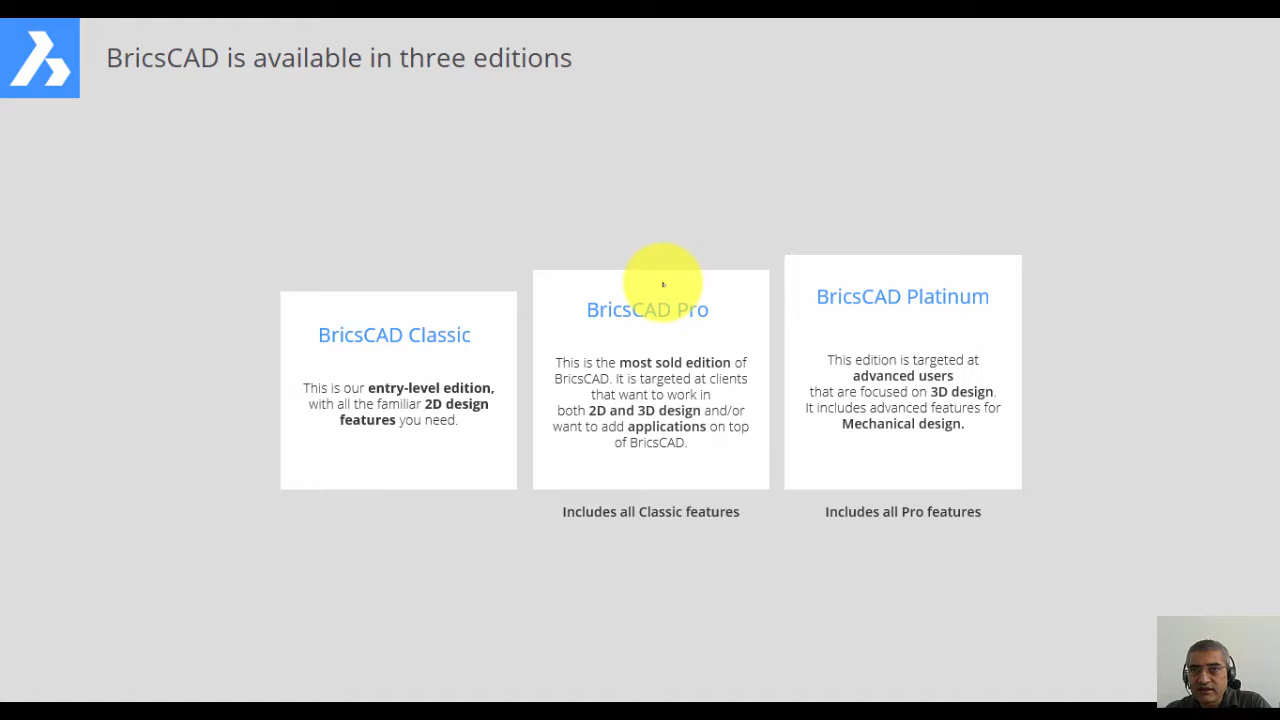 BricsCAD is available in three editions
BricsCAD Classic
This is our entry-level edition,
with all the familiar 2D design
features you need.
BricsCAD Pro
This is the most sold edition of
BricsCAD. It is targeted at clients
that want to work in
both 2D and 3D design and/or
want to add applications on top
of BricsCAD.
Includes all Classic features
BricsCAD Platinum
This edition is targeted at
advanced users
that are focused on 3D design.
It includes advanced features for
Mechanical design.
Includes all Pro features